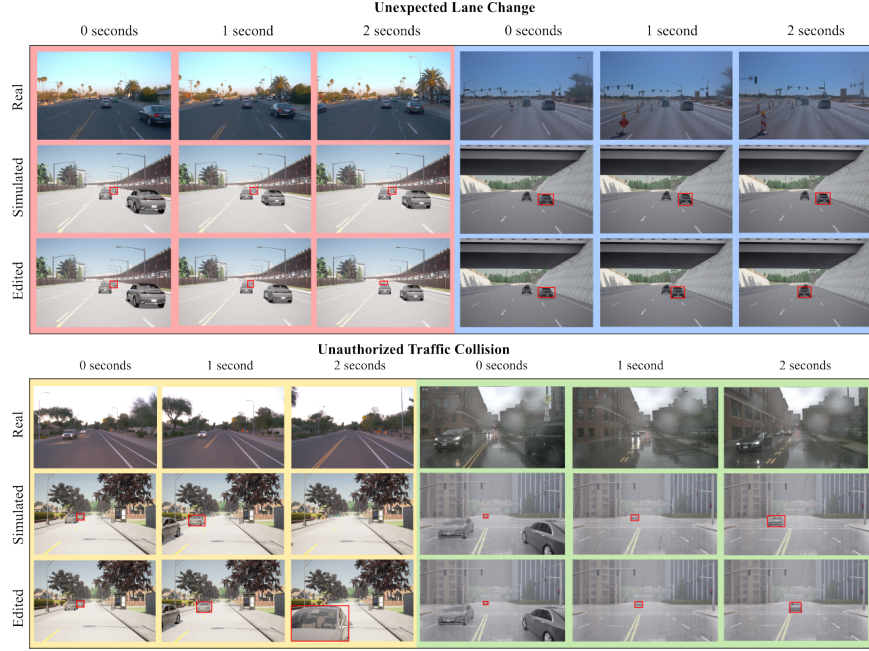 Unexpected Lane Change
0 seconds 1 second 2 seconds 0 seconds 1 second 2 seconds
Real
Simulated
Edited
Unauthorized Traffic Collision
0 seconds 1 second 2 seconds 0 seconds 1 second 2 seconds
Real
Simulated
Edited